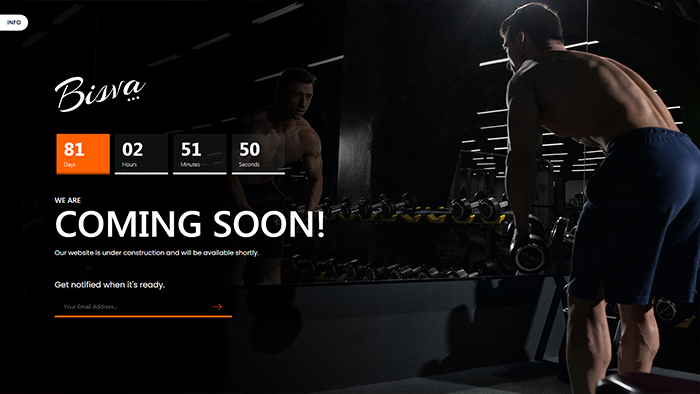 INFO
Bisva
81
Days
02
Hours
51
Minutes
50
Seconds
WE ARE
COMING SOON!
Our website is under construction and will be available shortly.
Get notified when it's ready.
Your Email Address...